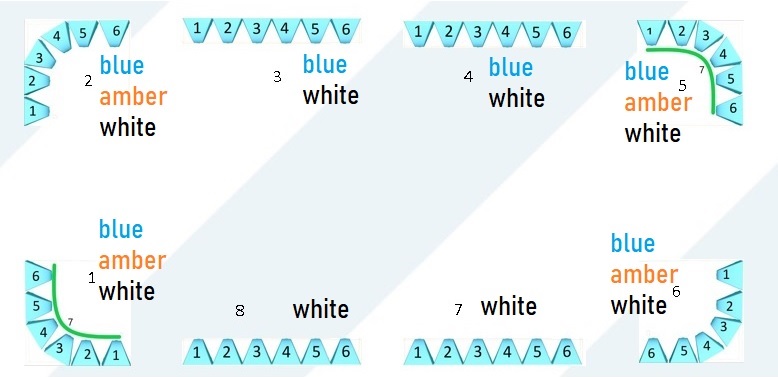 1 2 3 4 5 6
2
blue
amber
white
1 2 3 4 5 6
3
blue
white
1 2 3 4 5 6
4
blue
white
1 2 3 4 5 6
7
5
blue
amber
white
6 5 4 3 2 1
7
1
blue
amber
white
8 white
1 2 3 4 5 6
7 white
1 2 3 4 5 6
blue
amber
white 6
1 2 3 4 5 6